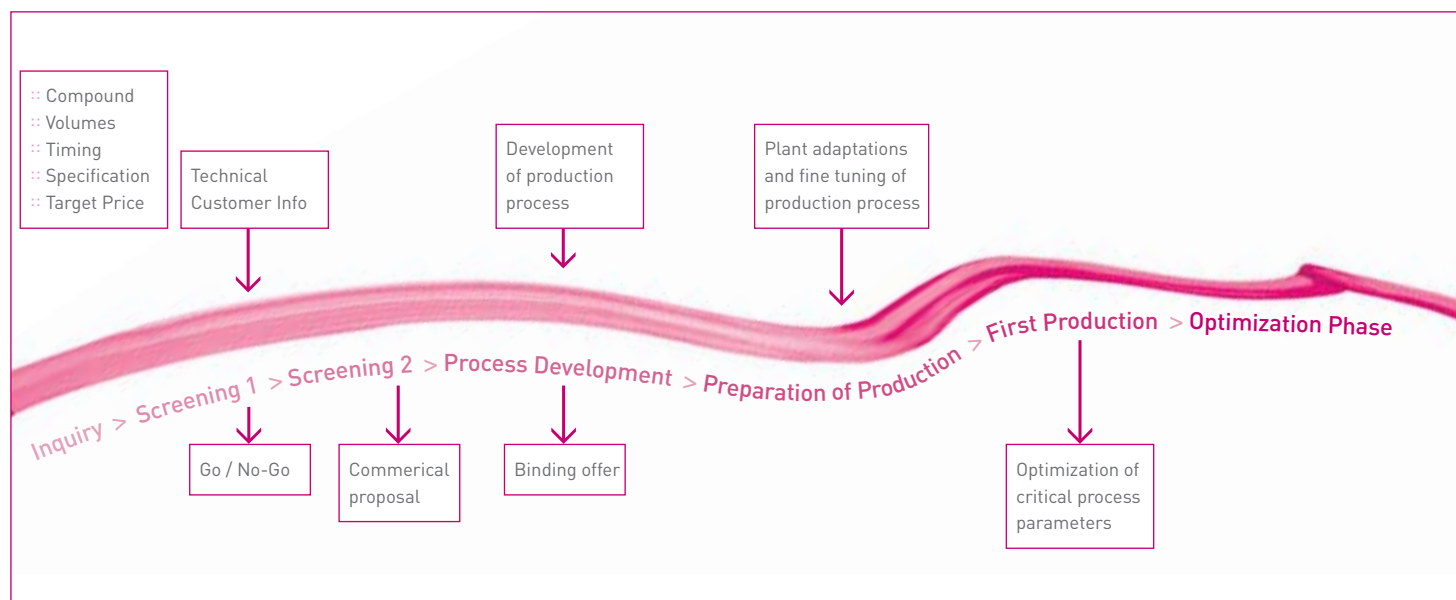 :: Compound
:: Volumes
:: Timing
:: Specification
:: Target Price
Technical
Customer Info
Development
of production
process
Plant adaptations
and fine tuning of
production process
Inquiry > Screening 1 > Screening 2 > Process Development > Preparation of Production > First Production > Optimization Phase
Go / No-Go
Commerical
proposal
Binding offer
Optimization of
critical process
parameters